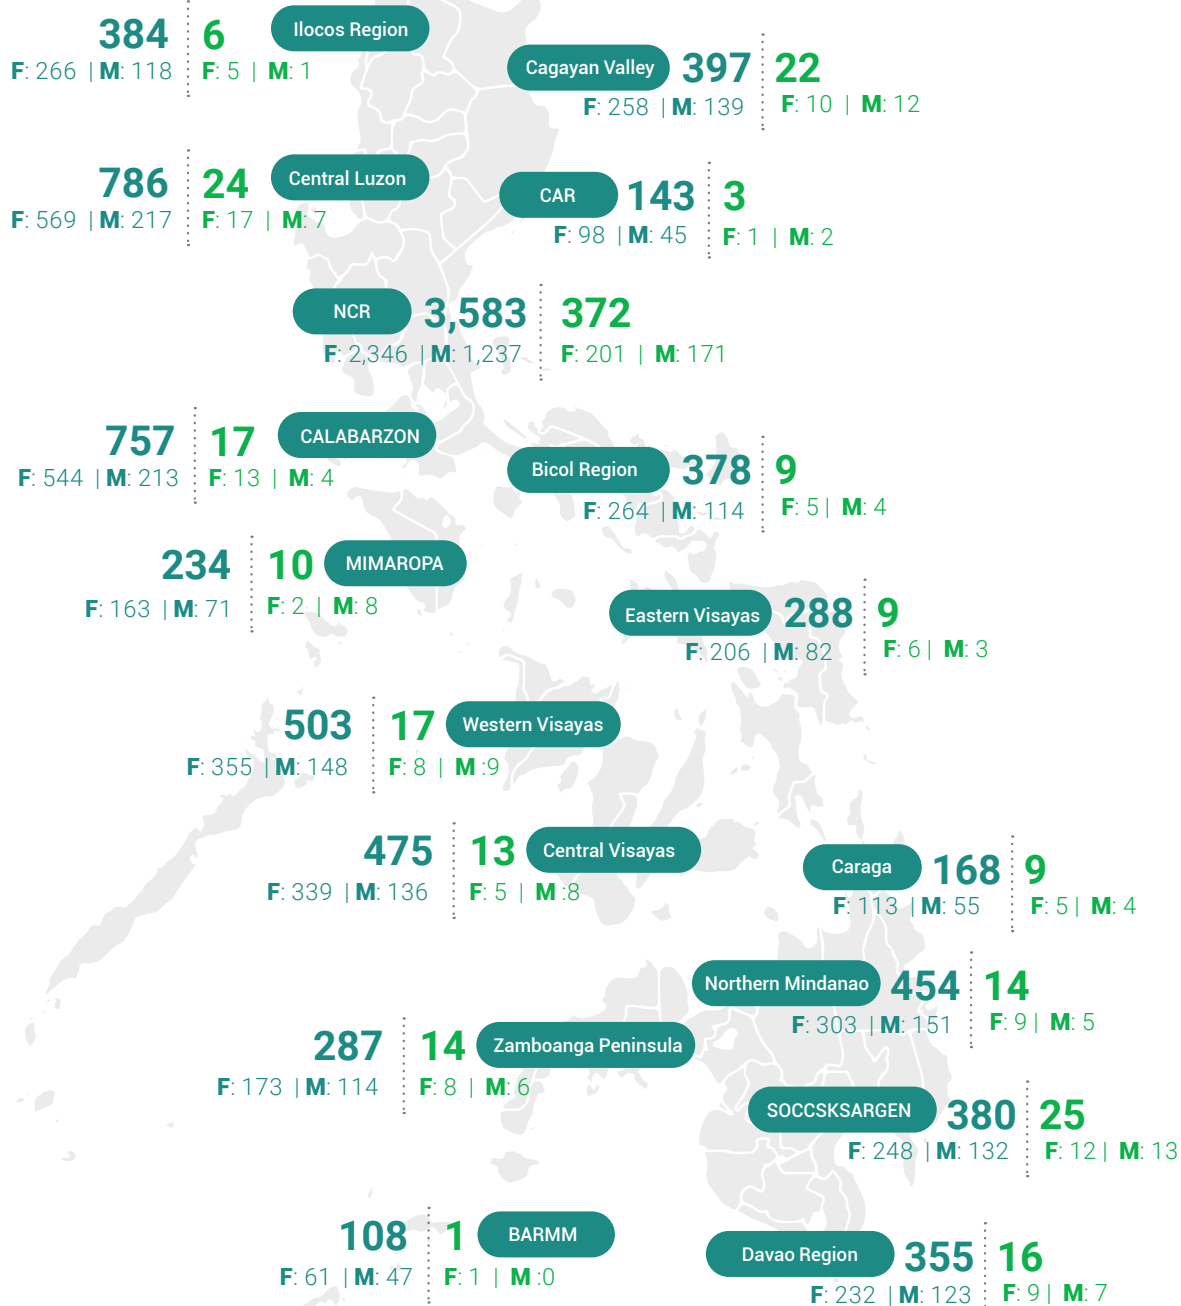 384 6 Ilocos Region
F: 266 | M: 118 F: 5 | M: 1
Cagayan Valley 397 22
F: 258 | M: 139 F: 10 | M: 12
786 24 Central Luzon
F: 569 | M: 217 F: 17 | M: 7
CAR 143 3
F: 98 | M: 45 F: 1 | M: 2
NCR 3,583 372
F: 2,346 | M: 1,237 F: 201 | M: 171
757 17 CALABARZON
F: 544 | M: 213 F: 13 | M: 4
Bicol Region 378 9
F: 264 | M: 114 F: 5 | M: 4
234 10 MIMAROPA
F: 163 | M: 71 F: 2 | M: 8
Eastern Visayas 288 9
F: 206 | M: 82 F: 6 | M: 3
503 17 Western Visayas
F: 355 | M: 148 F: 8 | M :9
475 13 Central Visayas
F: 339 | M: 136 F: 5 | M :8
Caraga 168 9
F: 113 | M: 55 F: 5 | M: 4
Northern Mindanao 454 14
F: 303 | M: 151 F: 9 | M: 5
287 14 Zamboanga Peninsula
F: 173 | M: 114 F: 8 | M: 6
SOCCSKSARGEN 380 25
F: 248 | M: 132 F: 12 | M: 13
108 1 BARMM
F: 61 | M: 47 F: 1 | M :0
Davao Region 355 16
F: 232 | M: 123 F: 9 | M: 7